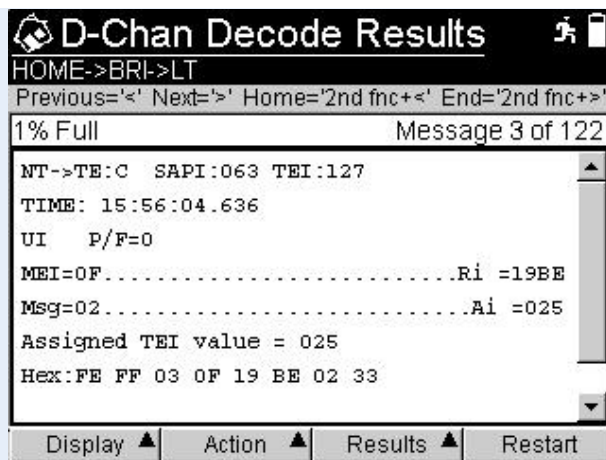 D-Chan Decode Results
HOME->BRI->LT
Previous='<' Next='>' Home='2nd fnc+<' End='2nd fnc+>'
1% Full Message 3 of 122
NT->TE:C SAPI:063 TEI:127
TIME: 15:56:04.636
UI P/F=0
MEI=0F...........................Ri =19BE
Msg=02............................Ai =025
Assigned TEI value = 025
Hex:FE FF 03 0F 19 BE 02 33
Display Action Results Restart